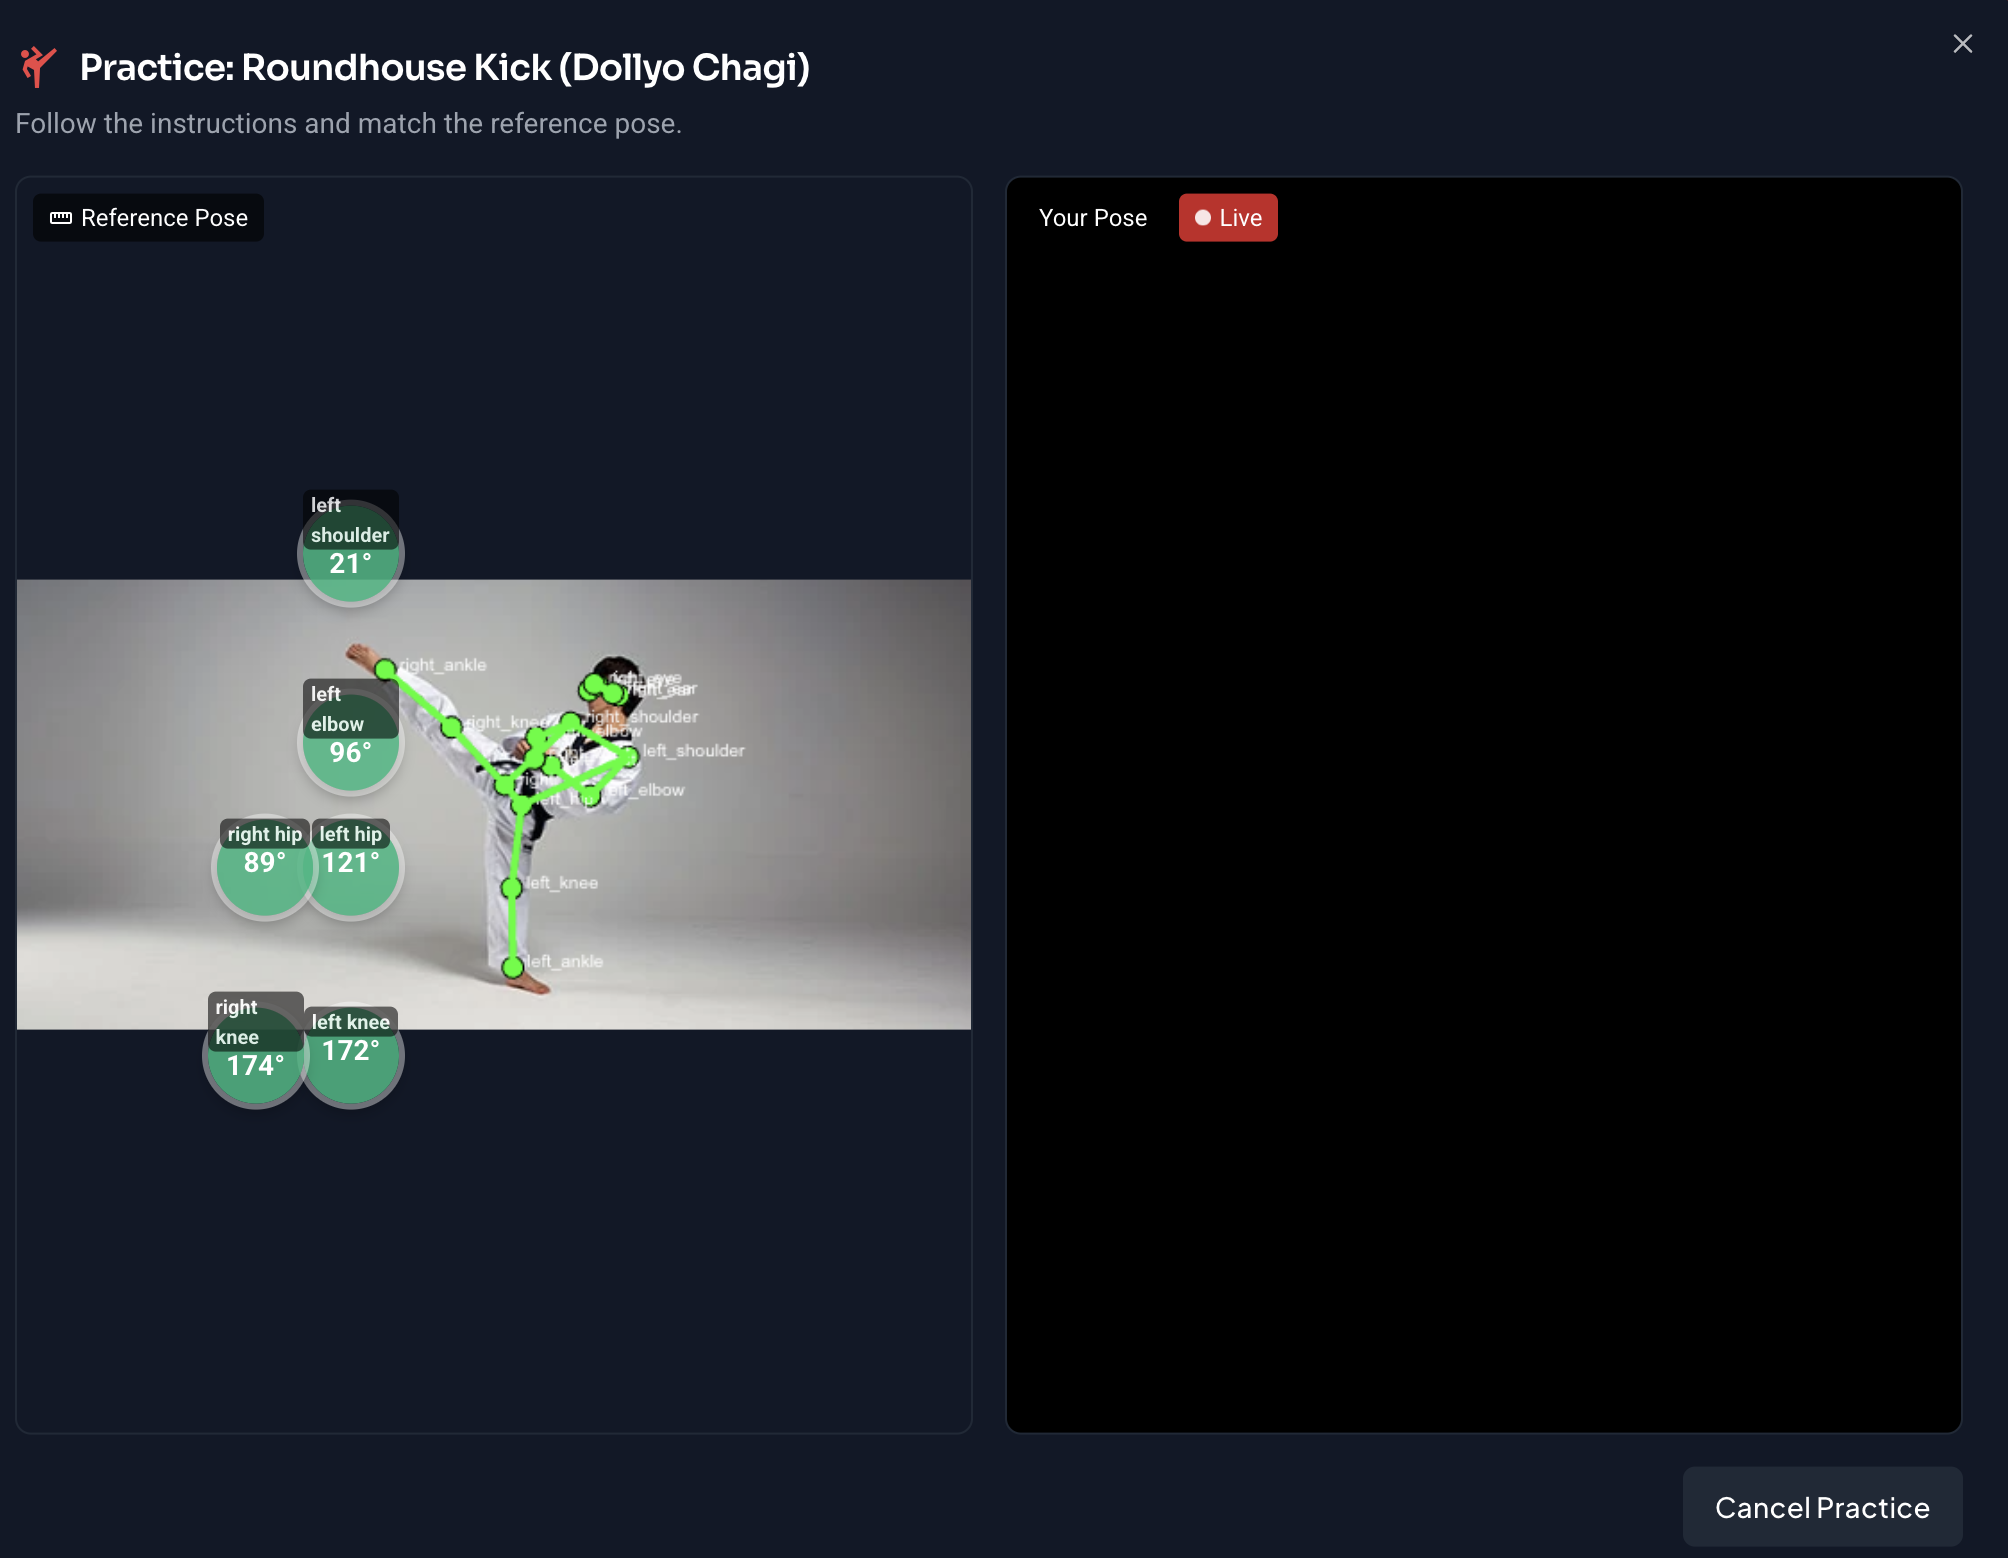 Practice: Roundhouse Kick (Dollyo Chagi)
Follow the instructions and match the reference pose.
Reference Pose
Your Pose
Live
left
shoulder
21°
right_ankle
left
elbow
96°
right_knee
right_shoulder
left_shoulder
left_elbow
left_hip
right hip
89°
left hip
121°
left_knee
left_ankle
right
knee
174°
left knee
172°
Cancel Practice